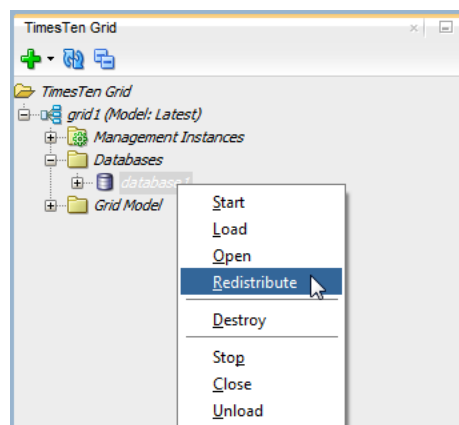 TimesTen Grid
TimesTen Grid
grid1 (Model: Latest)
Management Instances
Databases
database1
Grid Model
Start
Load
Open
Redistribute
Destroy
Stop
Close
Unload